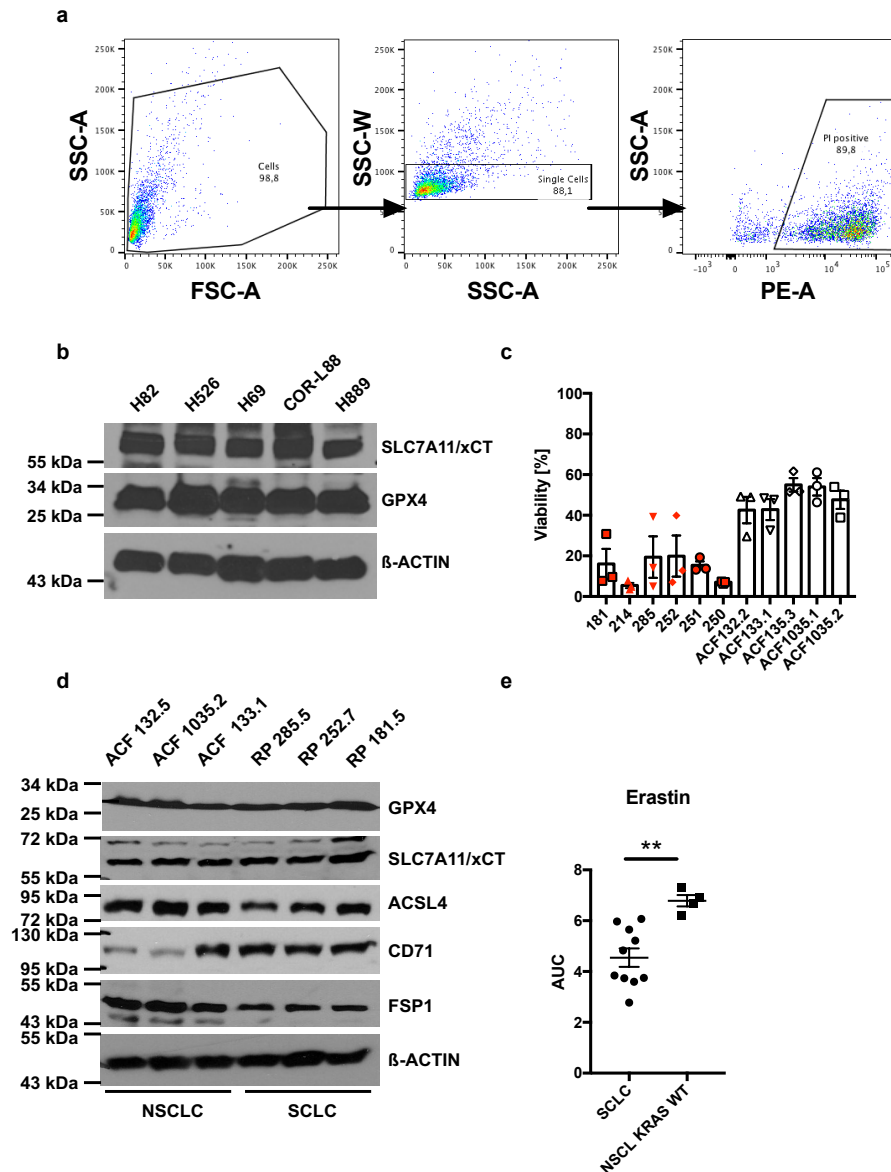 a
250K
200K
150K
100K
50K
0
SSC-A
Cells
98,8
0
50K
100K
150K
200K
250K
FSC-A
250K
200K
150K
100K
50K
0
SSC-W
Single Cells
88,1
0
50K
100K
150K
200K
250K
SSC-A
250K
200K
150K
100K
50K
0
SSC-A
PI positive
89,8
-10³
0
10³
10⁴
10⁵
PE-A
b
H82
H526
H69
COR-L88
H889
SLC7A11/xCT
55 kDa
34 kDa
GPX4
25 kDa
ß-ACTIN
43 kDa
c
100
80
60
40
20
0
Viability [%]
181
214
285
252
251
250
ACF132.2
ACF133.1
ACF135.3
ACF1035.1
ACF1035.2
d
ACF 132.5
ACF 1035.2
ACF 133.1
RP 285.5
RP 252.7
RP 181.5
34 kDa
GPX4
25 kDa
72 kDa
SLC7A11/xCT
55 kDa
95 kDa
ACSL4
72 kDa
130 kDa
CD71
95 kDa
55 kDa
FSP1
43 kDa
55 kDa
ß-ACTIN
43 kDa
NSCLC
SCLC
e
Erastin
**
8
6
4
2
0
AUC
SCLC
NSCL KRAS WT